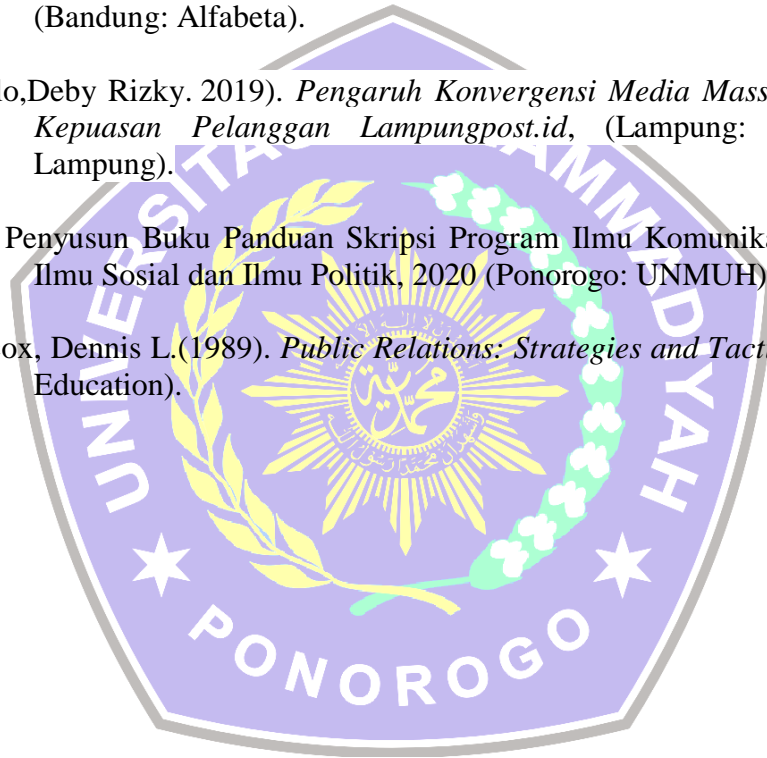 (Bandung: Alfabeta).
lo,Deby Rizky. 2019). Pengaruh Konvergensi Media Mass
Kepuasan Pelanggan Lampungpost.id, (Lampung:
Lampung).
Penyusun Buku Panduan Skripsi Program Ilmu Komunika
Ilmu Sosial dan Ilmu Politik, 2020 (Ponorogo: UNMUH)
ox, Dennis L.(1989). Public Relations: Strategies and Tact
Education).
UNIVERSITAS MUHAMMADIYAH
PONOROGO
محمدية